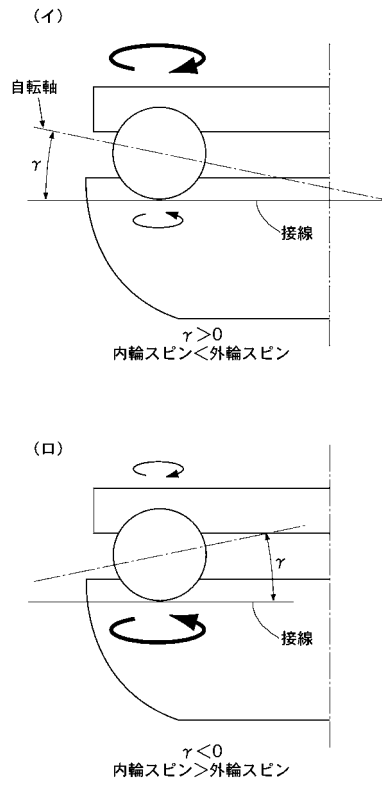 (イ)
自転軸
γ
接線
γ>0
内輪スピン<外輪スピン
(ロ)
γ
接線
γ<0
内輪スピン>外輪スピン